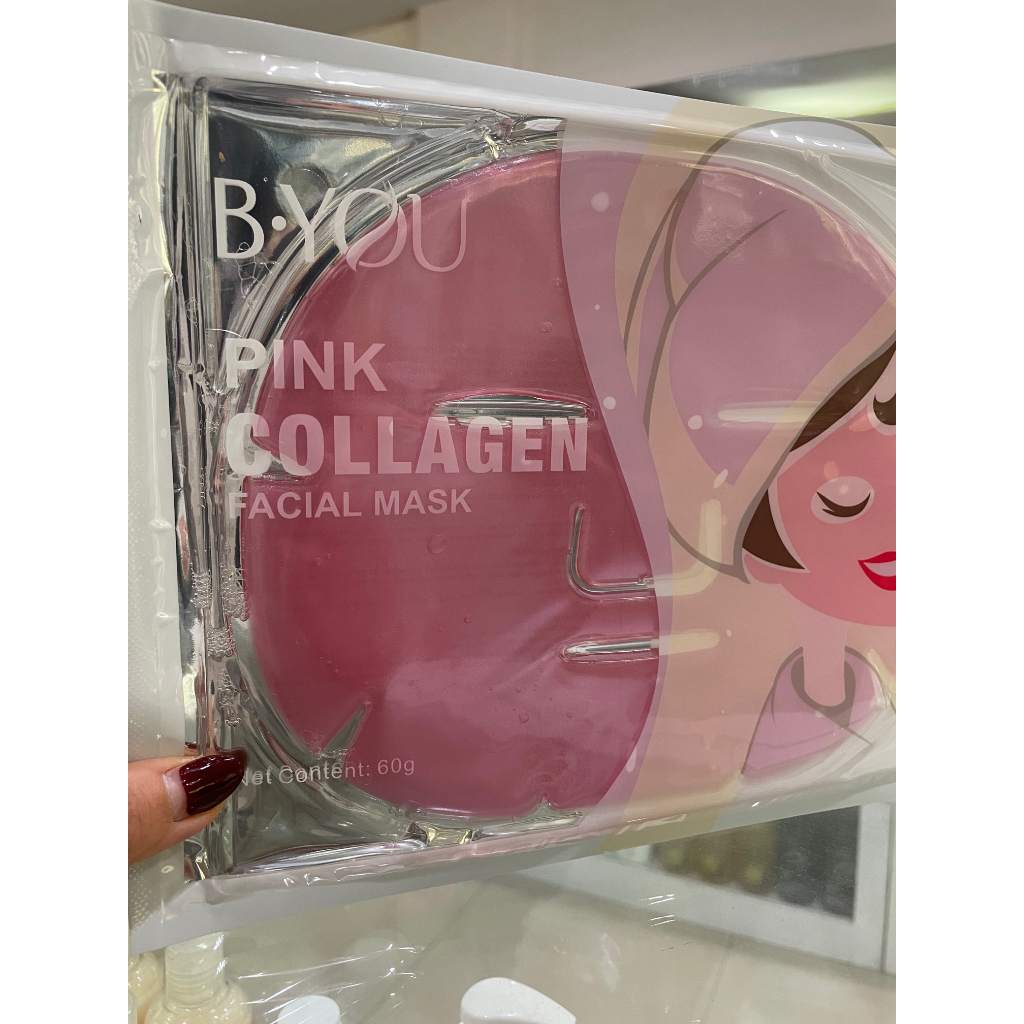 B·YOU
PINK
COLLAGEN
FACIAL MASK
Net Content: 60g